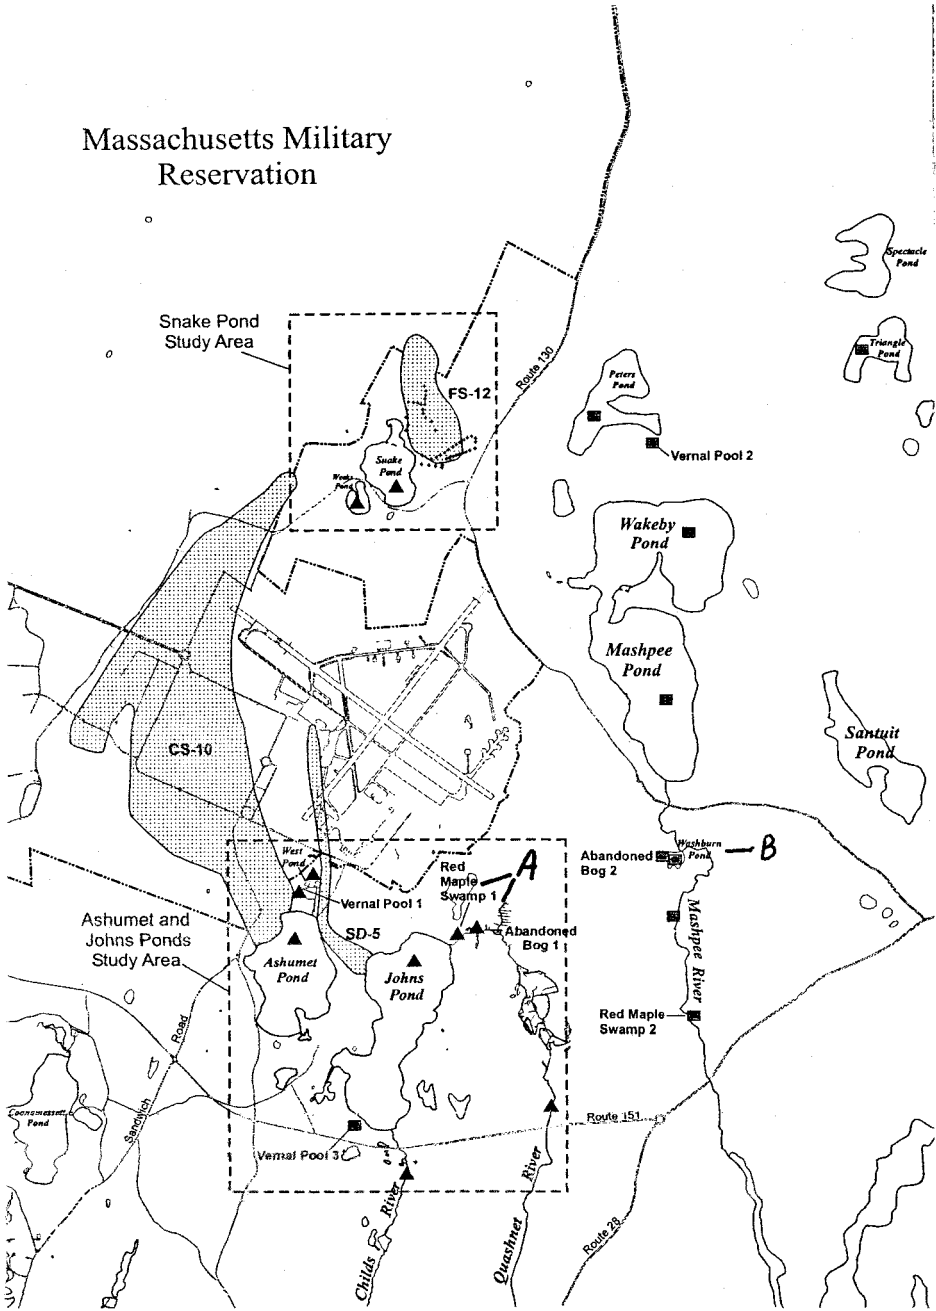 Massachusetts Military
Reservation
Spectacle
Pond
Snake Pond
Study Area
Triangle
Pond
Route 130
Peters
Pond
FS-12
Vernal Pool 2
Snake
Pond
Weeks
Pond
Wakeby
Pond
Mashpee
Pond
Santuit
Pond
CS-10
West
Pond
Red
Maple
Swamp 1
A
Abandoned
Bog 2
Washburn
Pond
B
Vernal Pool 1
Ashumet and
Johns Ponds
Study Area
SD-5
Abandoned
Bog 1
Mashpee River
Ashumet
Pond
Johns
Pond
Red Maple
Swamp 2
Sandwich Road
Coonamessett
Pond
Route 151
Vernal Pool 3
Childs River
Quashnet River
Route 28